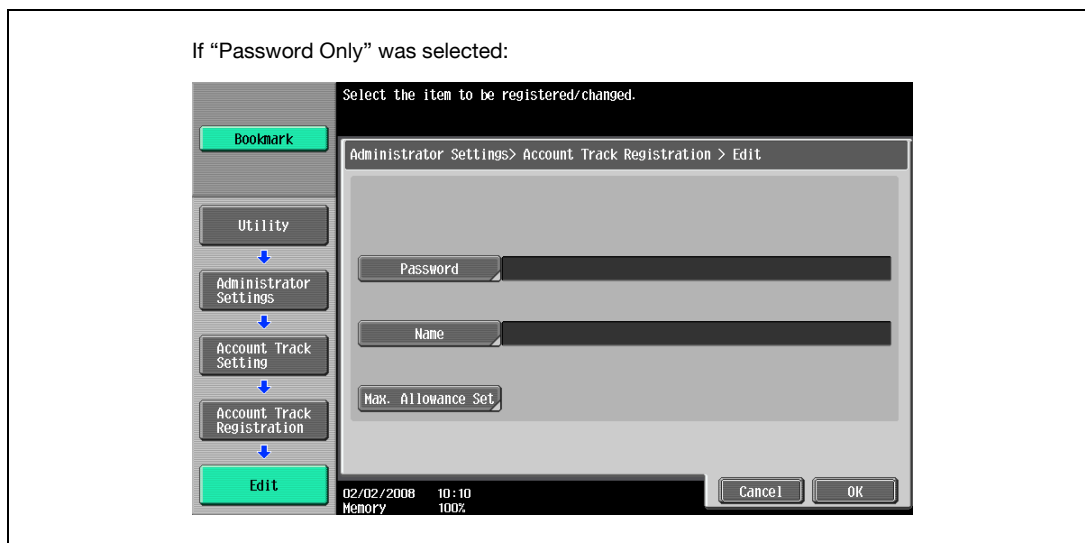 If “Password Only” was selected:
Select the item to be registered/changed.
Bookmark
Administrator Settings> Account Track Registration > Edit
Utility
Administrator
Settings
Account Track
Setting
Account Track
Registration
Edit
Password
Name
Max. Allowance Set
02/02/2008 10:10
Memory 100%
Cancel OK